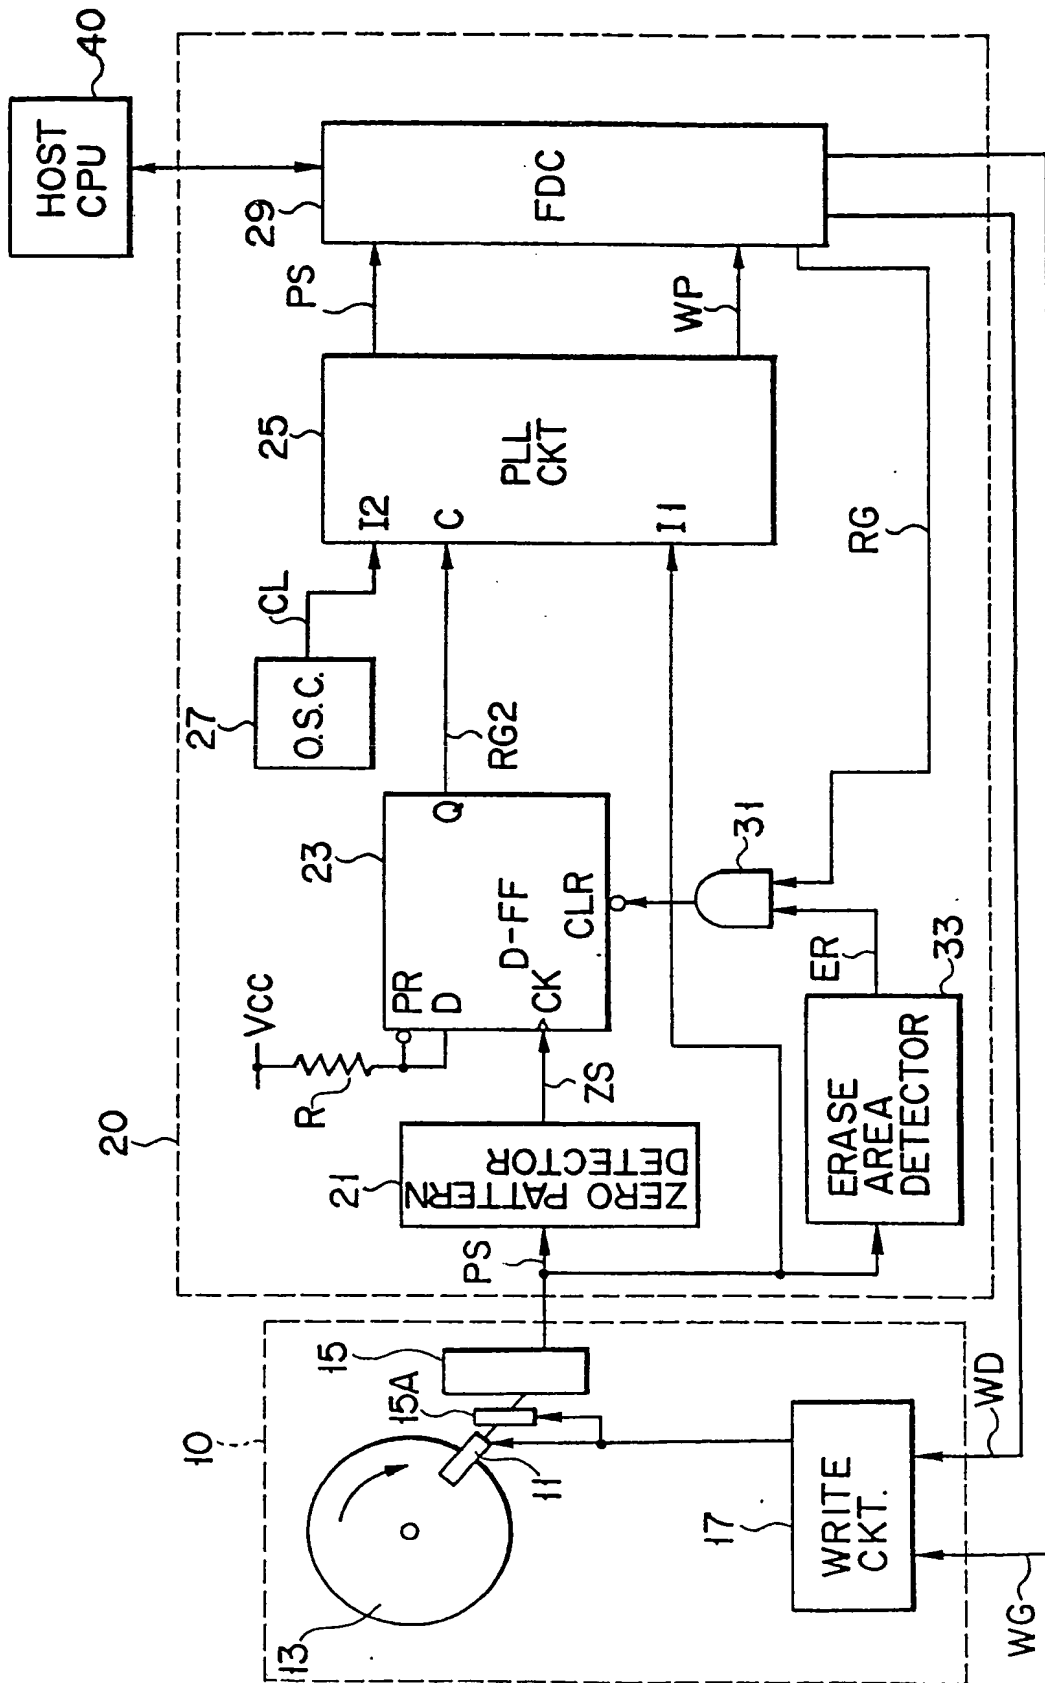 40
HOST
CPU
20
29
FDC
PS
WP
25
PLL
CKT
I2
C
I1
CL
27
O.S.C.
RG2
RG
23
Q
D-FF
PR
D
CK
CLR
31
VCC
R
ZS
ER
33
ERASE
AREA
DETECTOR
21
ZERO PATTERN
DETECTOR
PS
10
15
15A
11
13
17
WRITE
CKT.
WD
WG